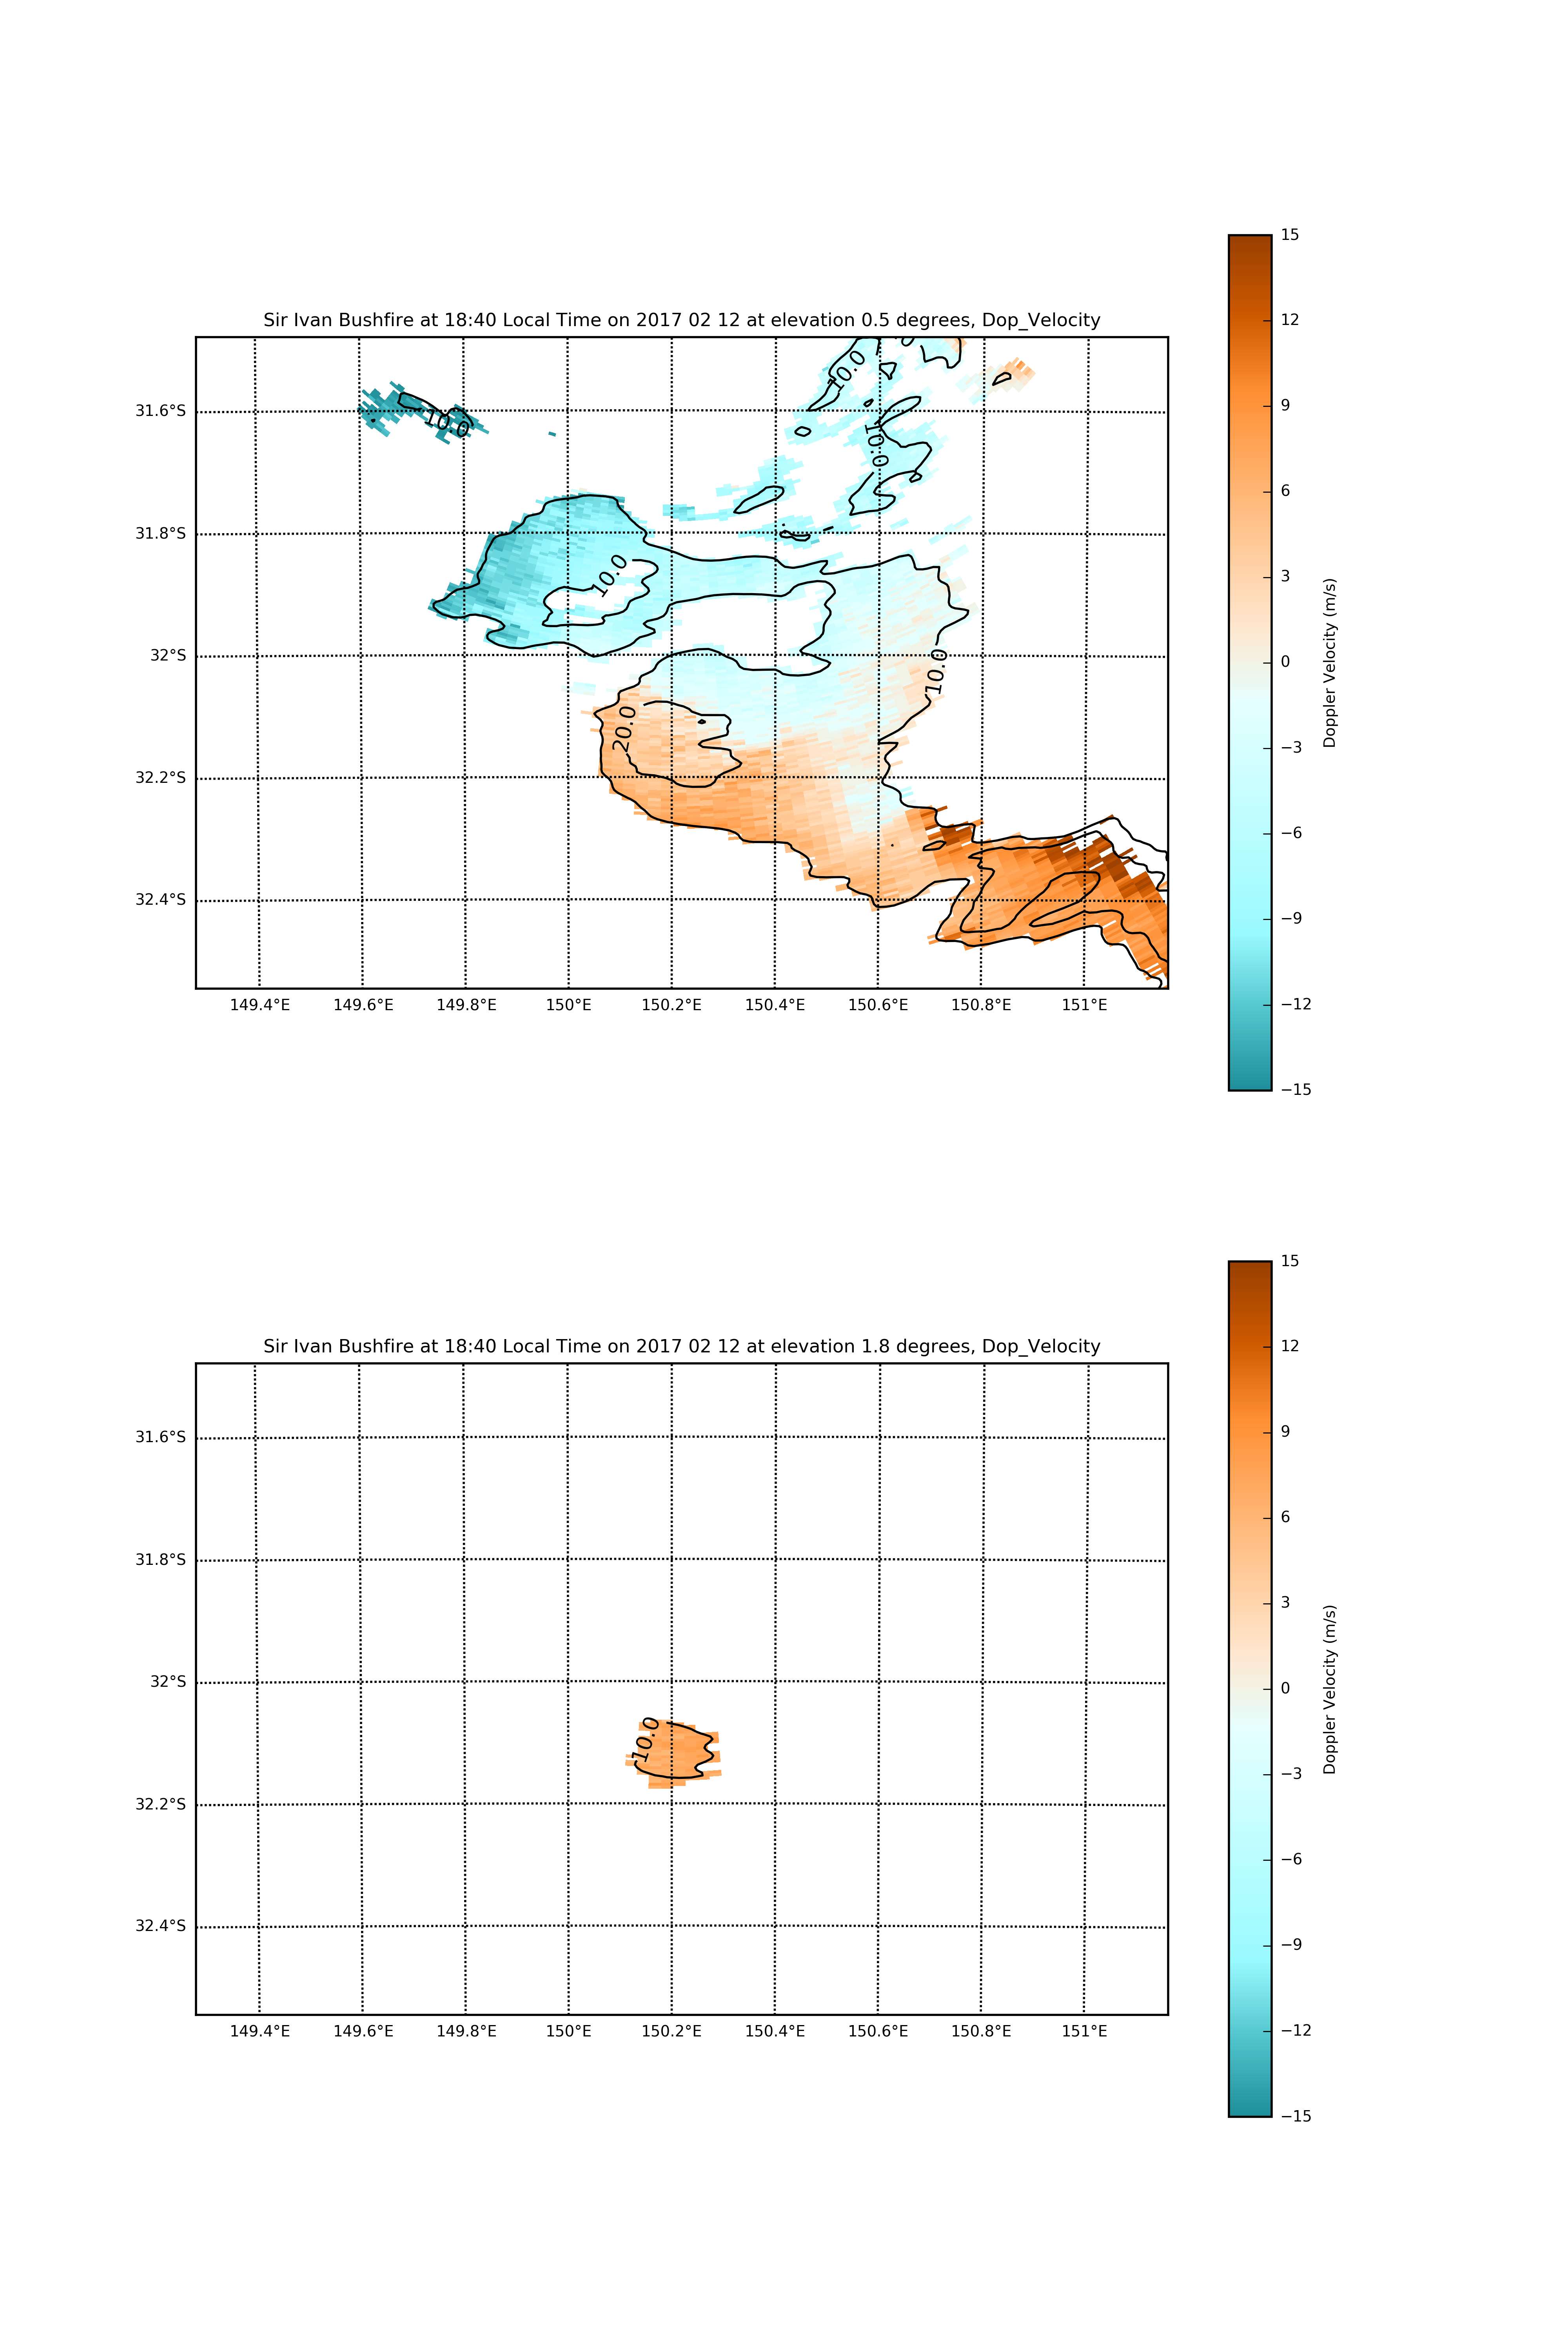 Sir Ivan Bushfire at 18:40 Local Time on 2017 02 12 at elevation 0.5 degrees, Dop_Velocity
31.6°S
31.8°S
32°S
32.2°S
32.4°S
149.4°E 149.6°E 149.8°E 150°E 150.2°E 150.4°E 150.6°E 150.8°E 151°E
10.0
10.0
10.0
10.0
10.0
20.0
15
12
9
6
3
0
−3
−6
−9
−12
−15
Doppler Velocity (m/s)
Sir Ivan Bushfire at 18:40 Local Time on 2017 02 12 at elevation 1.8 degrees, Dop_Velocity
31.6°S
31.8°S
32°S
32.2°S
32.4°S
149.4°E 149.6°E 149.8°E 150°E 150.2°E 150.4°E 150.6°E 150.8°E 151°E
10.0
15
12
9
6
3
0
−3
−6
−9
−12
−15
Doppler Velocity (m/s)